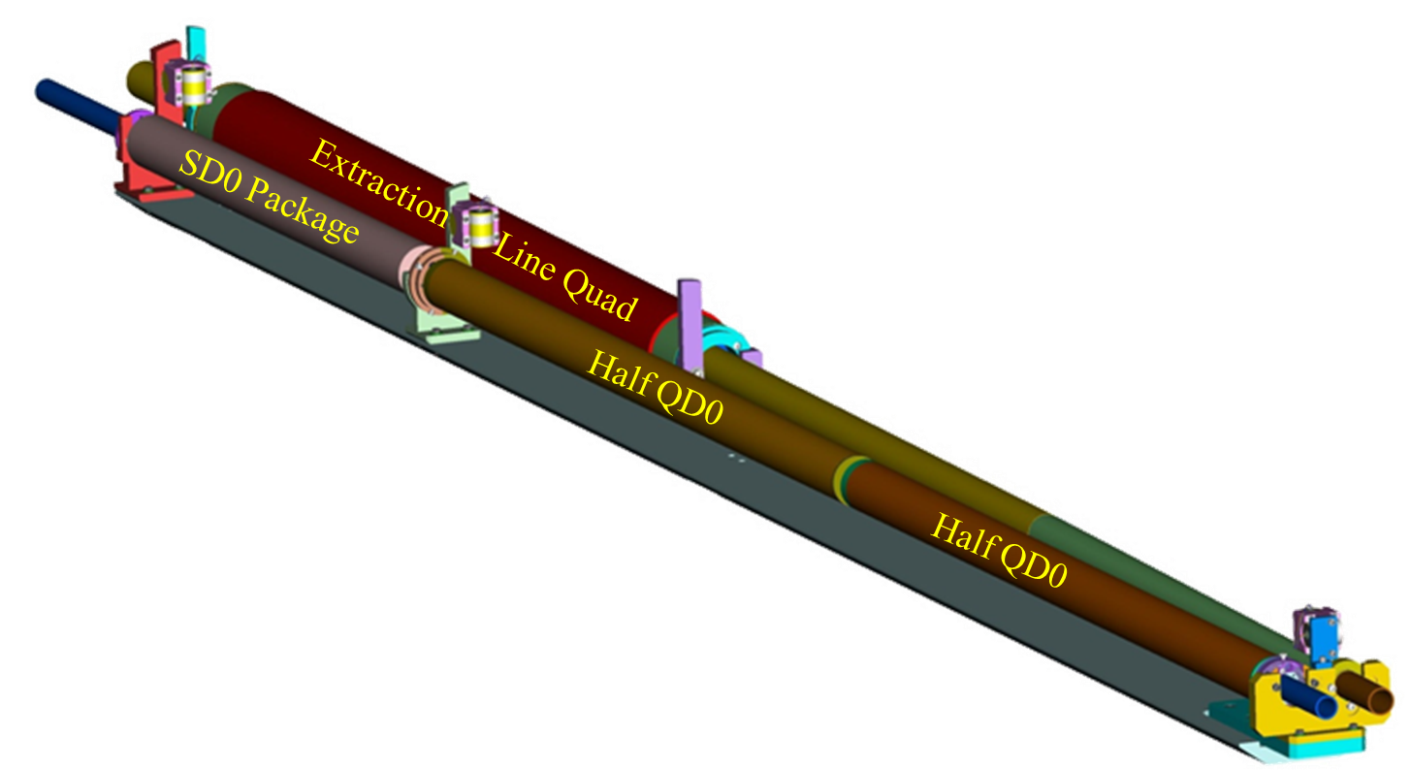 Extraction Line Quad
SD0 Package
Half QD0
Half QD0